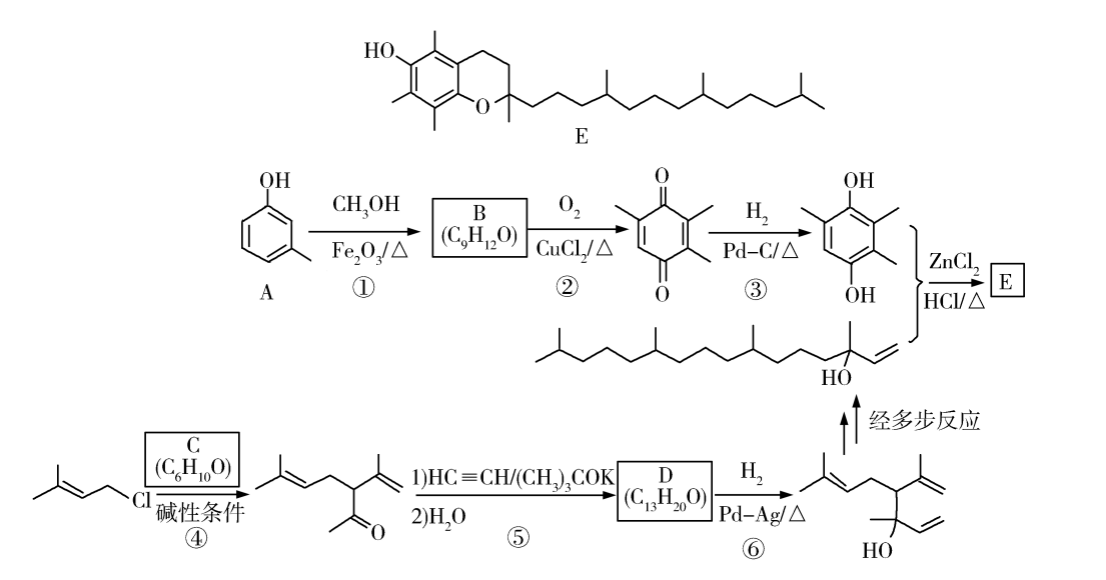 HO
O
E
OH
A
CH₃OH
Fe₂O₃/△
①
B
(C₉H₁₂O)
O₂
CuCl₂/△
②
O
O
H₂
Pd-C/△
③
OH
OH
ZnCl₂
HCl/△
E
HO
经多步反应
Cl
C
(C₆H₁₀O)
碱性条件
④
O
1)HC≡CH/(CH₃)₃COK
2)H₂O
⑤
D
(C₁₃H₂₀O)
H₂
Pd-Ag/△
⑥
HO